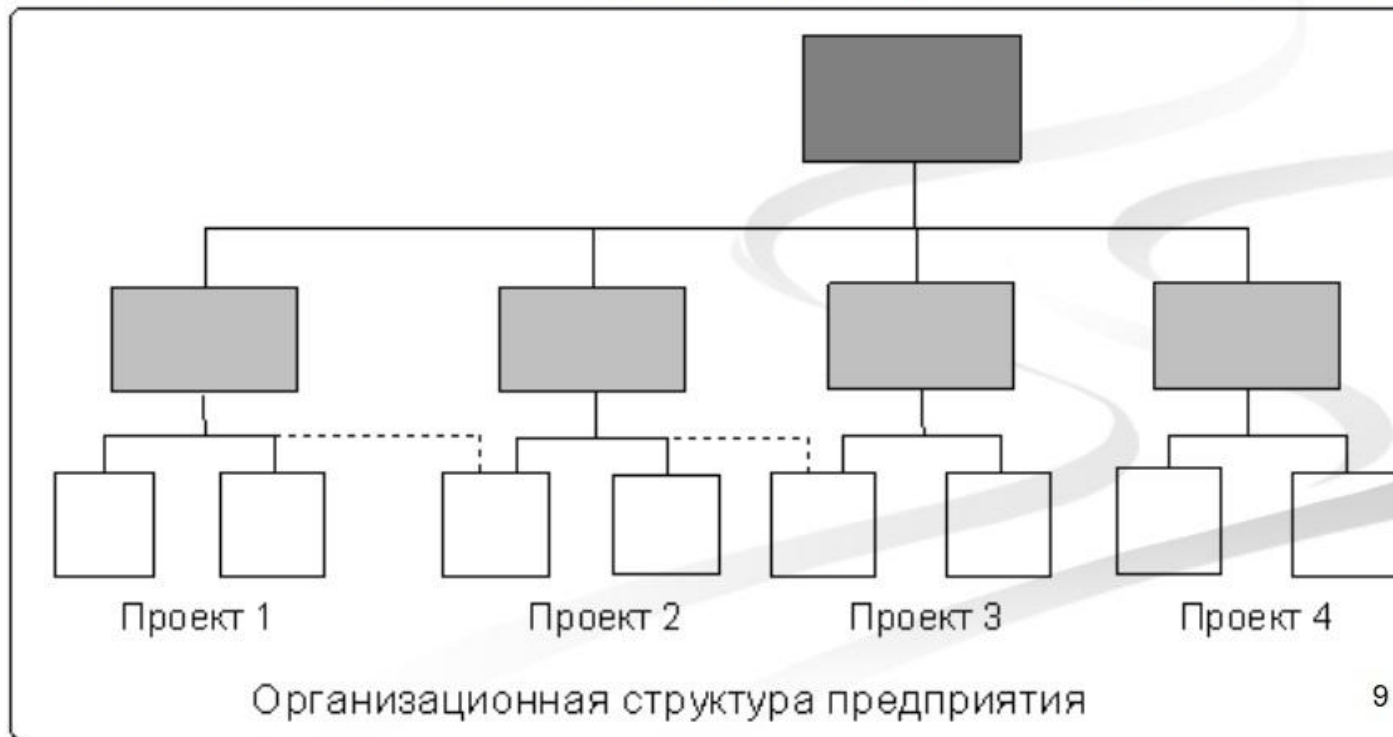 Проект 1 Проект 2 Проект 3 Проект 4
Организационная структура предприятия 9